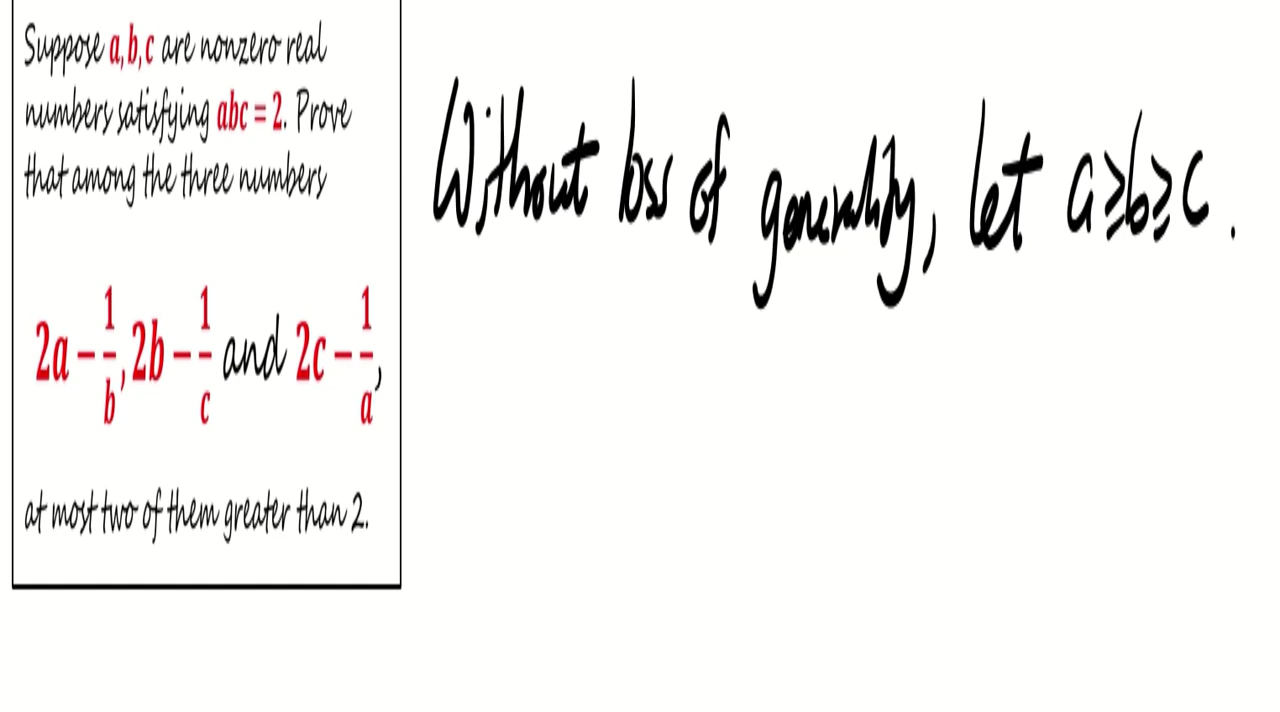 Suppose a, b, c are nonzero real
numbers satisfying abc = 2. Prove
that among the three numbers
2a − 1/b, 2b − 1/c and 2c − 1/a,
at most two of them greater than 2.
Without loss of generality, let a ≥ b ≥ c.